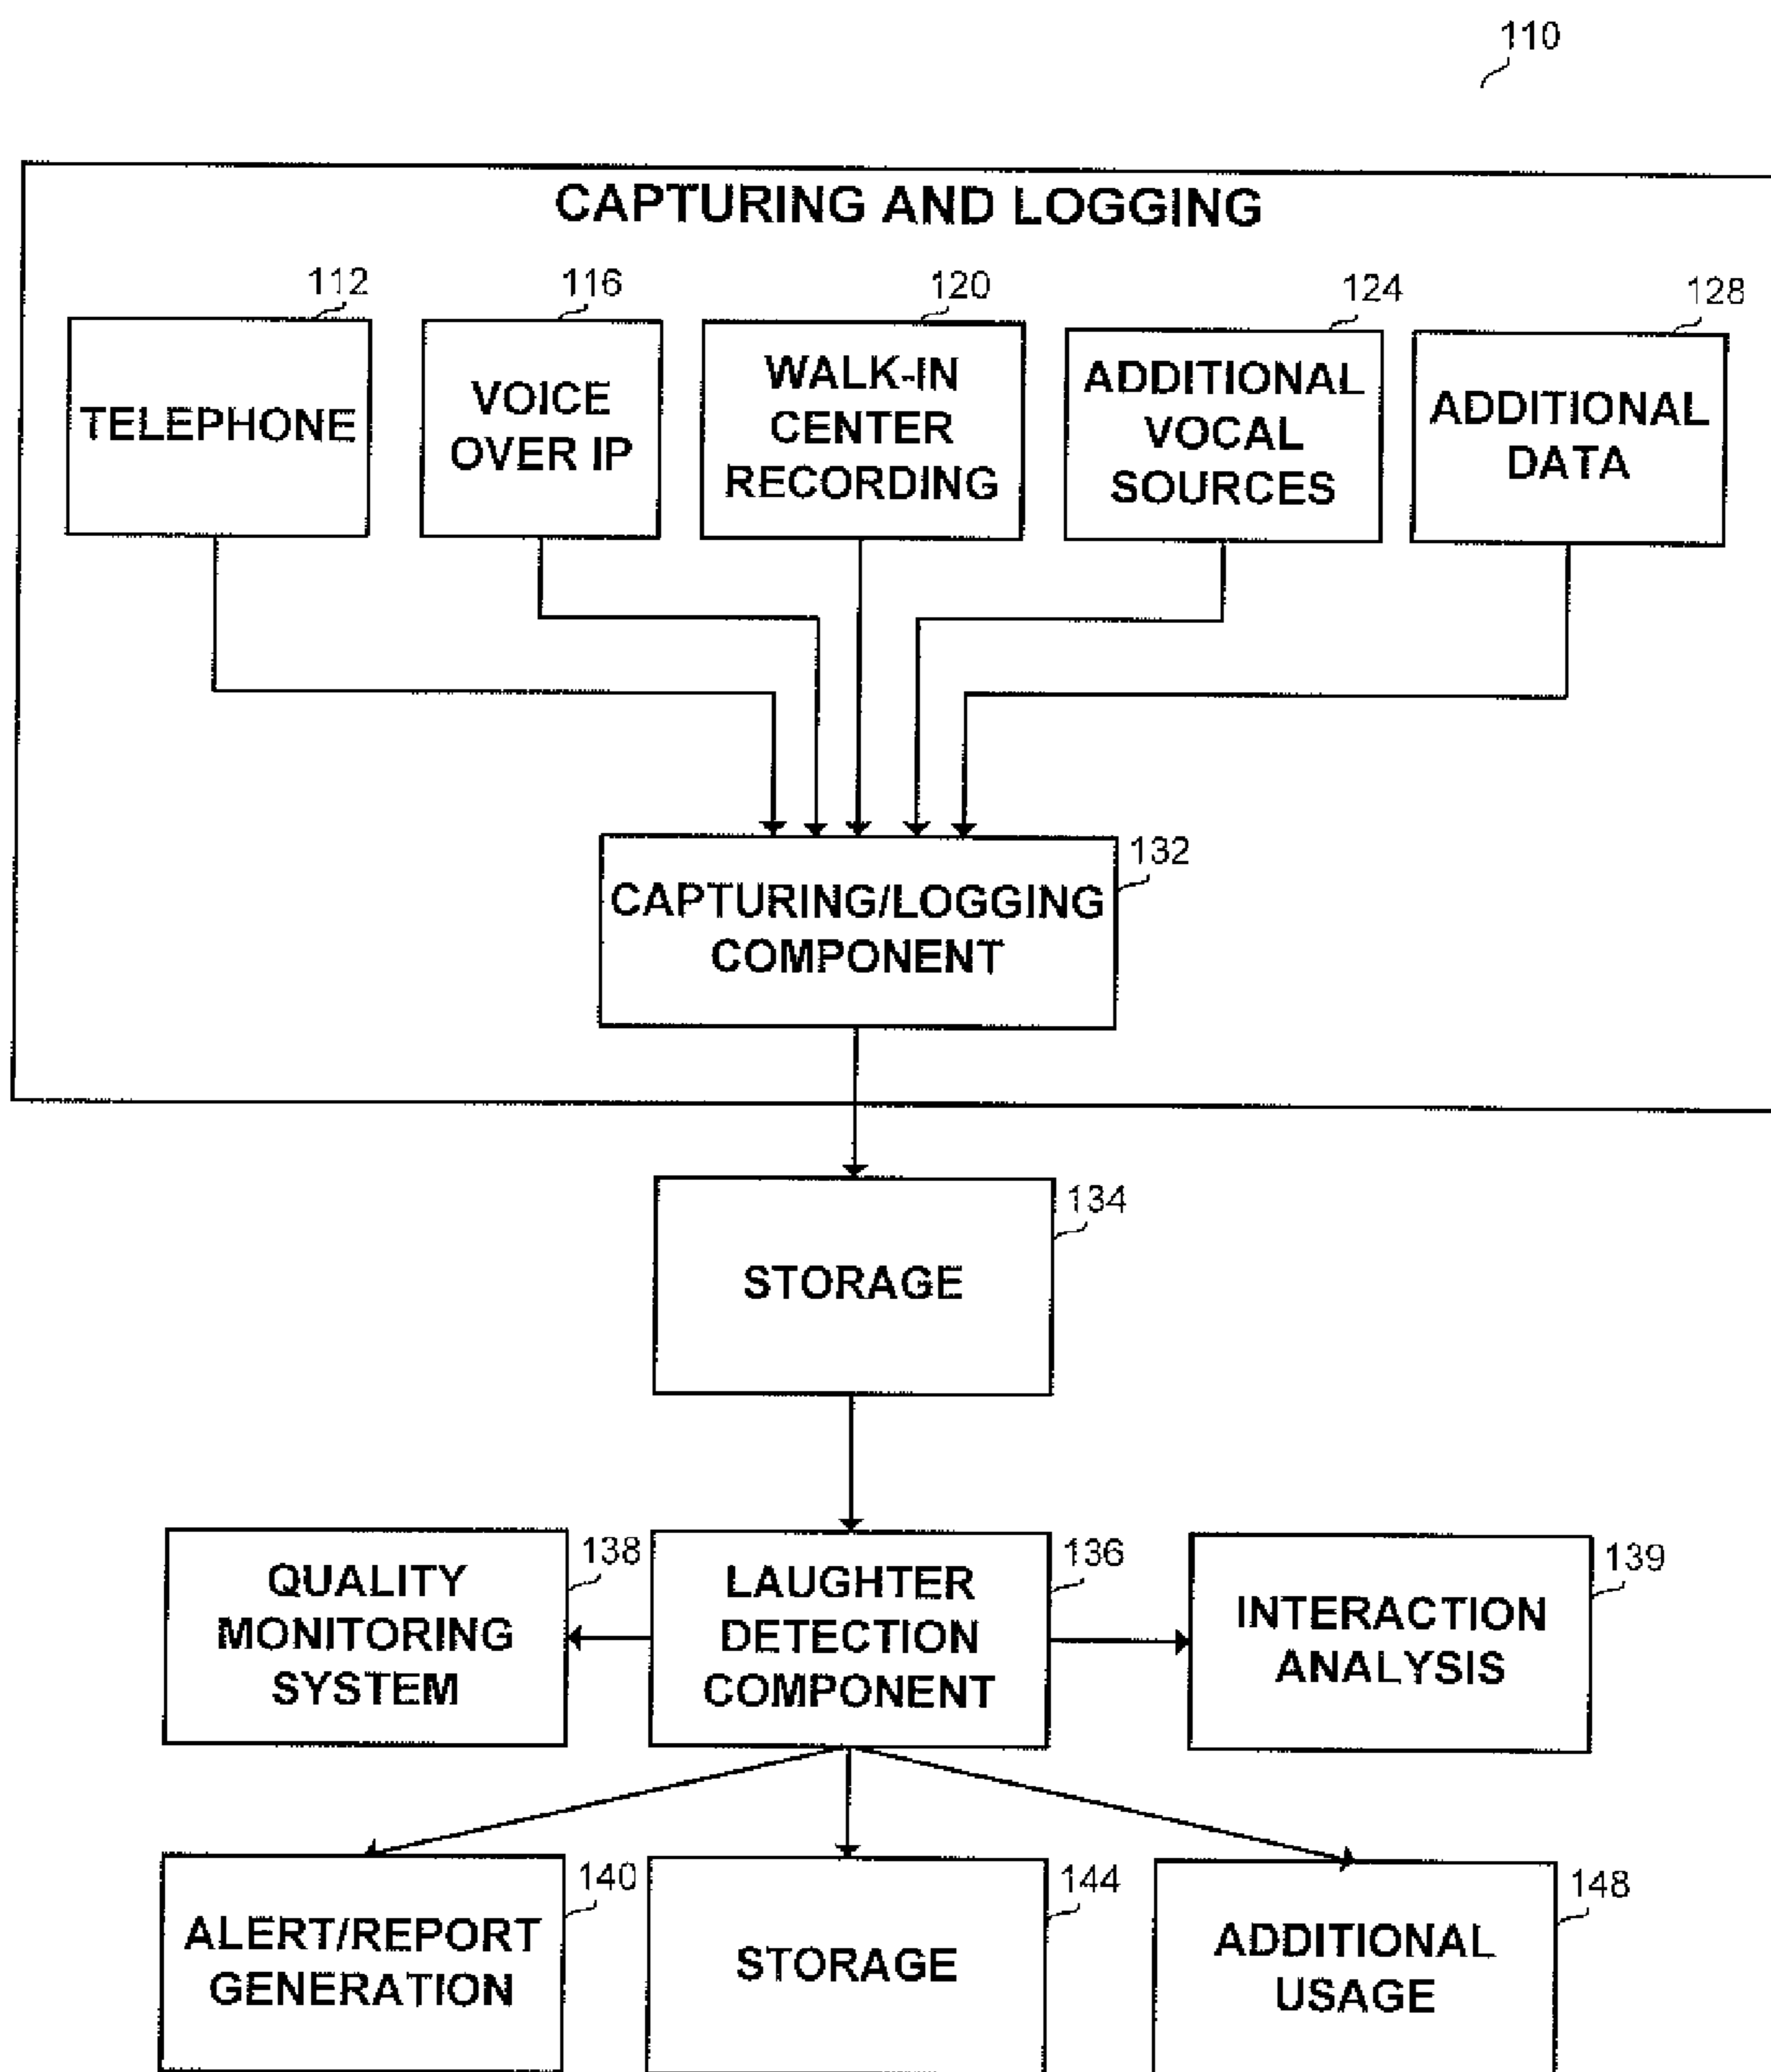 110
CAPTURING AND LOGGING
112
116
120
124
128
TELEPHONE
VOICE
OVER IP
WALK-IN
CENTER
RECORDING
ADDITIONAL
VOCAL
SOURCES
ADDITIONAL
DATA
132
CAPTURING/LOGGING
COMPONENT
134
STORAGE
138
QUALITY
MONITORING
SYSTEM
136
LAUGHTER
DETECTION
COMPONENT
139
INTERACTION
ANALYSIS
140
ALERT/REPORT
GENERATION
144
STORAGE
148
ADDITIONAL
USAGE